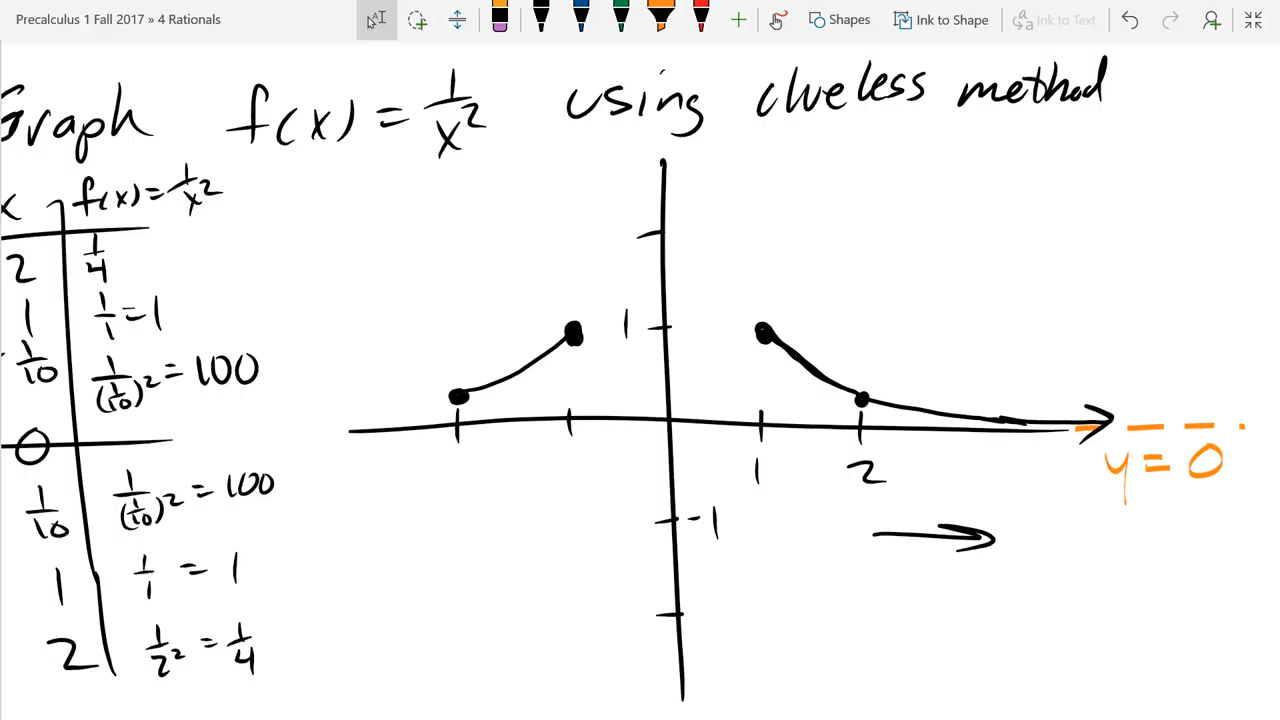 Precalculus 1 Fall 2017 » 4 Rationals
Shapes
Ink to Shape
Ink to Text
Graph f(x) = 1/x² using clueless method
x f(x) = 1/x²
2 1/4
1 1/1 = 1
1/10 1/(1/10)² = 100
0
1/10 1/(1/10)² = 100
1 1/1 = 1
2 1/2² = 1/4
1
1 2
y = 0
-1